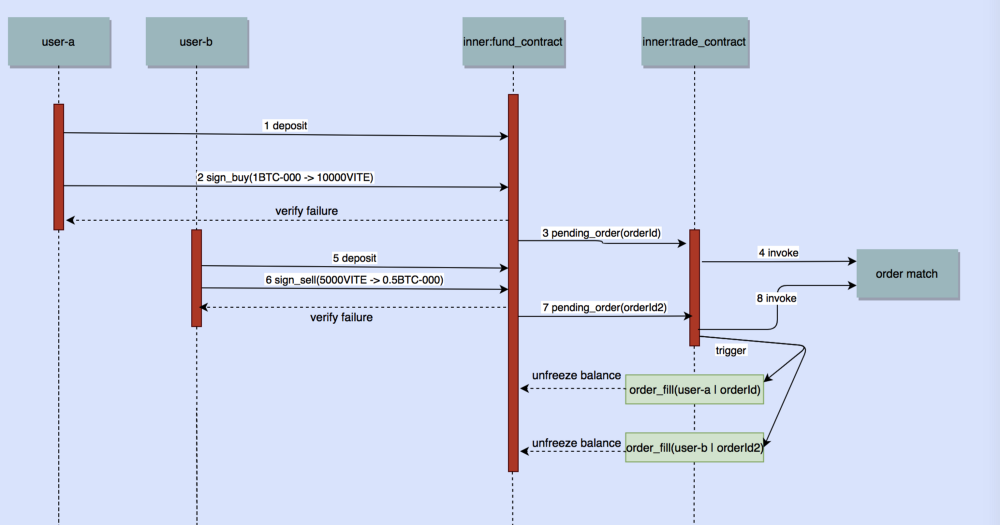 user-a
user-b
inner:fund_contract
inner:trade_contract
1 deposit
2 sign_buy(1BTC-000 -> 10000VITE)
verify failure
3 pending_order(orderId)
4 invoke
5 deposit
order match
6 sign_sell(5000VITE -> 0.5BTC-000)
8 invoke
7 pending_order(orderId2)
verify failure
trigger
unfreeze balance
order_fill(user-a | orderId)
unfreeze balance
order_fill(user-b | orderId2)